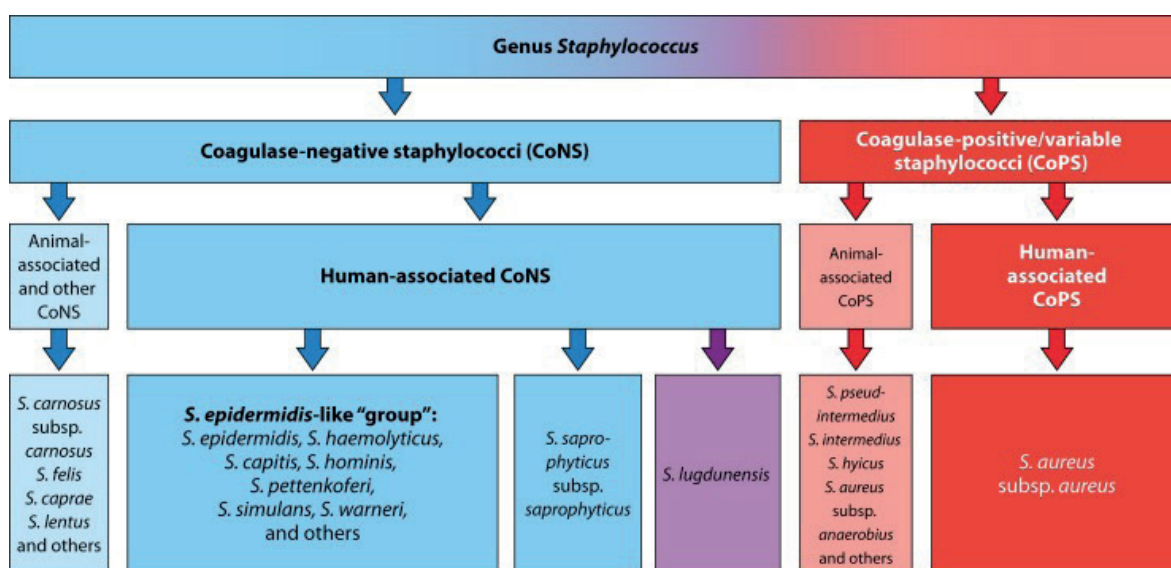 Genus Staphylococcus
Coagulase-negative staphylococci (CoNS)
Coagulase-positive/variable
staphylococci (CoPS)
Animal-
associated
and other
CoNS
Human-associated CoNS
Animal-
associated
CoPS
Human-
associated
CoPS
S. carnosus
subsp.
carnosus
S. felis
S. caprae
S. lentus
and others
S. epidermidis-like “group”:
S. epidermidis, S. haemolyticus,
S. capitis, S. hominis,
S. pettenkoferi,
S. simulans, S. warneri,
and others
S. sapro-
phyticus
subsp.
saprophyticus
S. lugdunensis
S. pseud-
intermedius
S. intermedius
S. hyicus
S. aureus
subsp.
anaerobius
and others
S. aureus
subsp. aureus